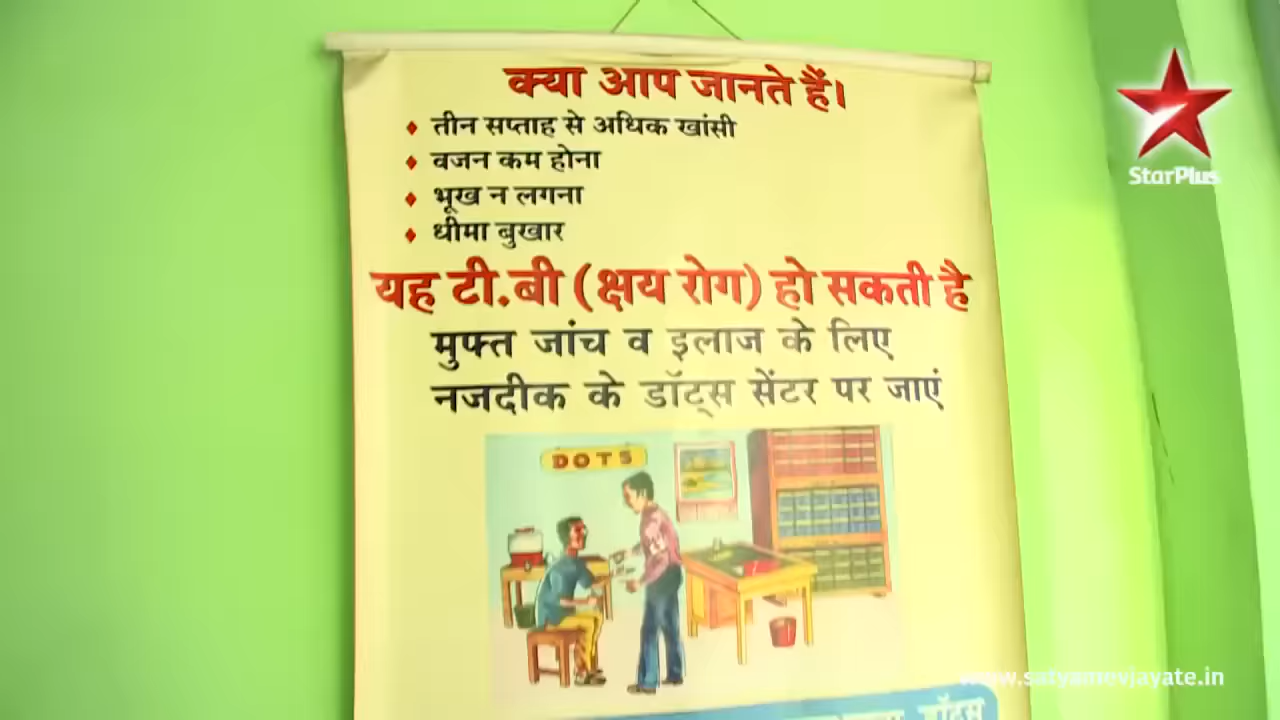 क्या आप जानते हैं।
StarPlus
♦ तीन सप्ताह से अधिक खांसी
♦ वजन कम होना
♦ भूख न लगना
♦ धीमा बुखार
यह टी.बी (क्षय रोग) हो सकती है
मुफ्त जांच व इलाज के लिए
नजदीक के डॉट्स सेंटर पर जाएं
DOTS
www.satyamevjayate.in
डॉट्स